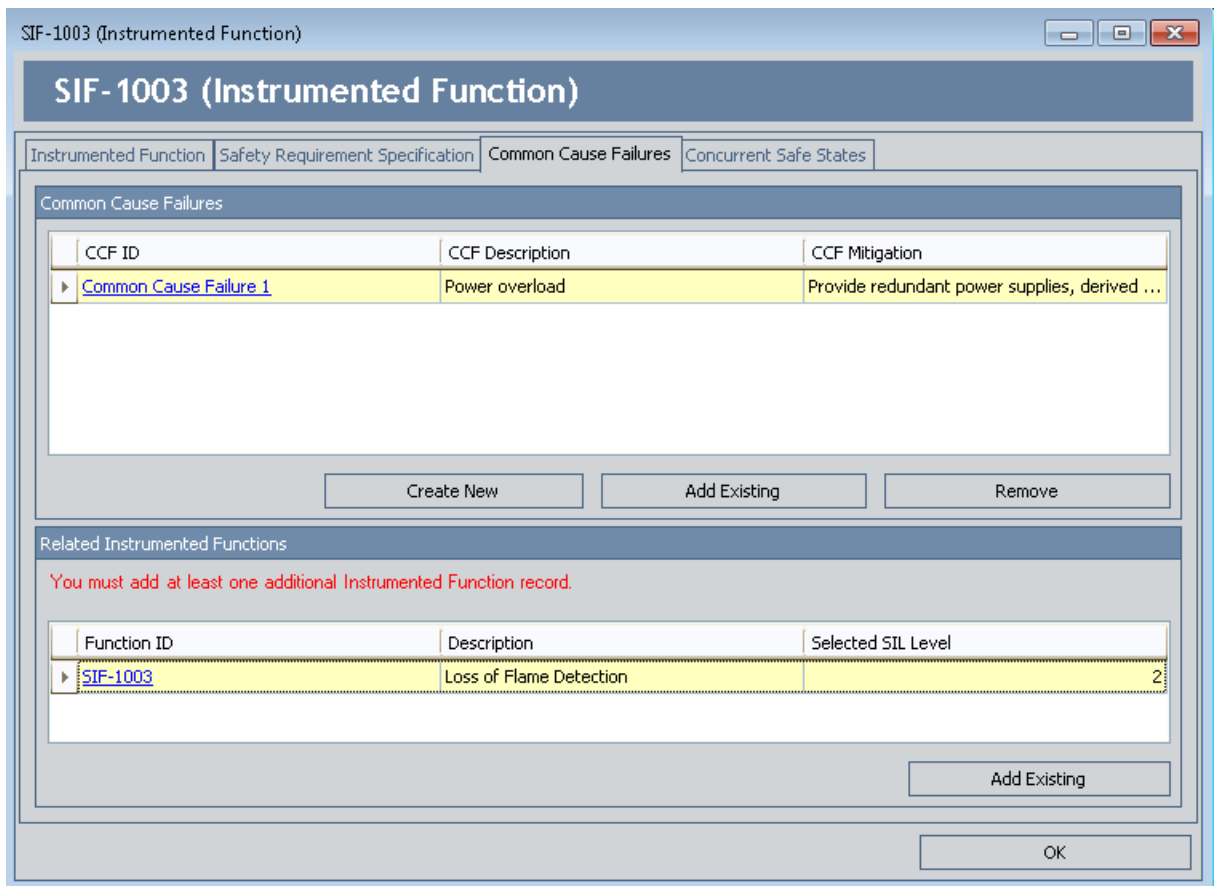 SIF-1003 (Instrumented Function)
SIF-1003 (Instrumented Function)
Instrumented Function Safety Requirement Specification Common Cause Failures Concurrent Safe States
Common Cause Failures
CCF ID CCF Description CCF Mitigation
Common Cause Failure 1 Power overload Provide redundant power supplies, derived ...
Create New Add Existing Remove
Related Instrumented Functions
You must add at least one additional Instrumented Function record.
Function ID Description Selected SIL Level
SIF-1003 Loss of Flame Detection 2
Add Existing
OK